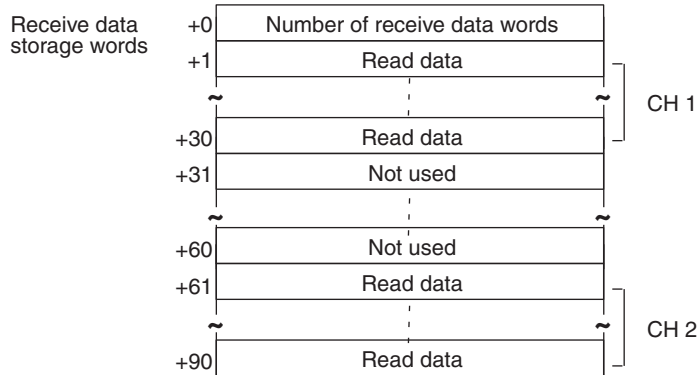 Receive data
storage words
+0 Number of receive data words
+1 Read data
CH 1
+30 Read data
+31 Not used
+60 Not used
+61 Read data
CH 2
+90 Read data